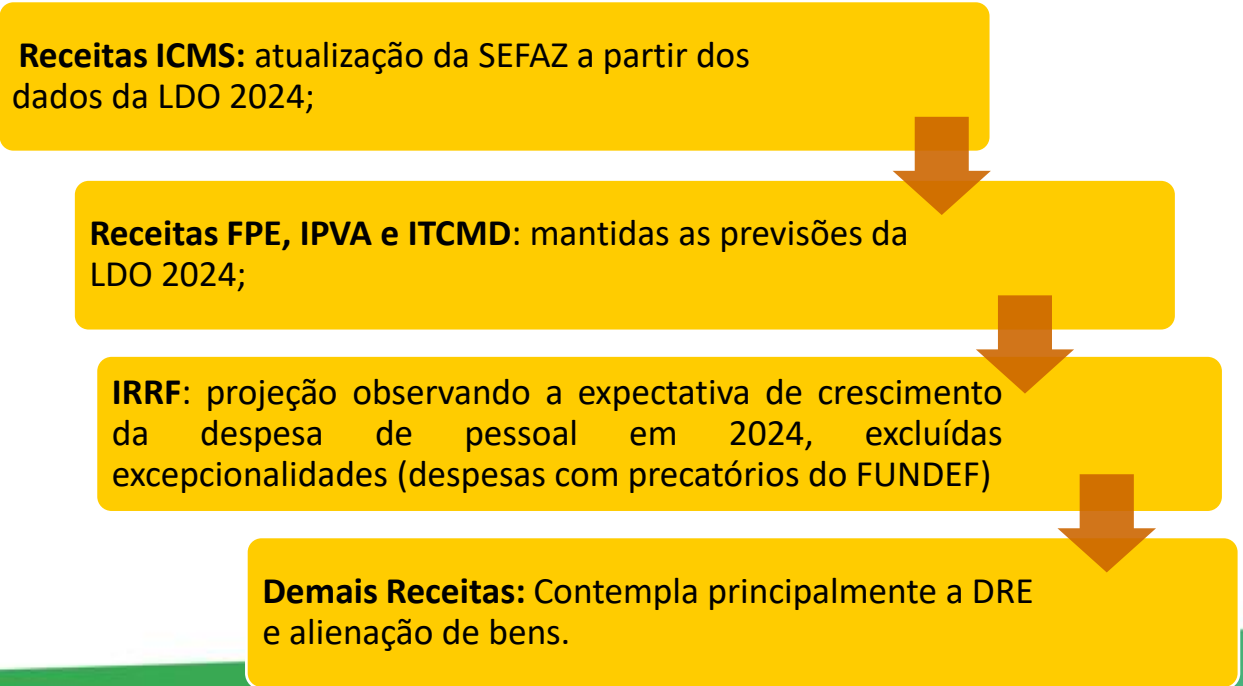 Receitas ICMS: atualização da SEFAZ a partir dos
dados da LDO 2024;
Receitas FPE, IPVA e ITCMD: mantidas as previsões da
LDO 2024;
IRRF: projeção observando a expectativa de crescimento
da despesa de pessoal em 2024, excluídas
excepcionalidades (despesas com precatórios do FUNDEF)
Demais Receitas: Contempla principalmente a DRE
e alienação de bens.